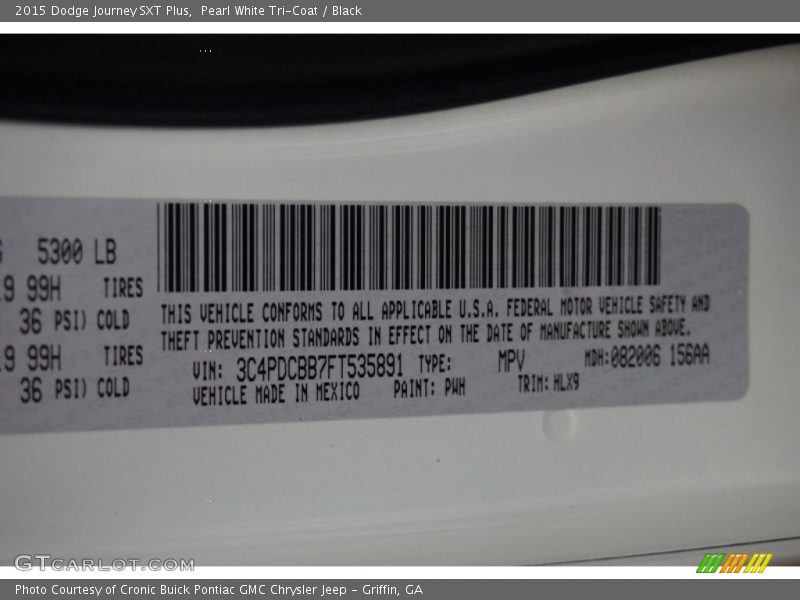 2015 Dodge Journey SXT Plus, Pearl White Tri-Coat / Black
5300 LB
99H TIRES
36 PSI) COLD
99H TIRES
36 PSI) COLD
THIS VEHICLE CONFORMS TO ALL APPLICABLE U.S.A. FEDERAL MOTOR VEHICLE SAFETY AND
THEFT PREVENTION STANDARDS IN EFFECT ON THE DATE OF MANUFACTURE SHOWN ABOVE.
VIN: 3C4PDCBB7FT535891 TYPE: MPV MDH:082006 156AA
VEHICLE MADE IN MEXICO PAINT: PWH TRIM: HLX9
GTCARLOT.COM
Photo Courtesy of Cronic Buick Pontiac GMC Chrysler Jeep - Griffin, GA